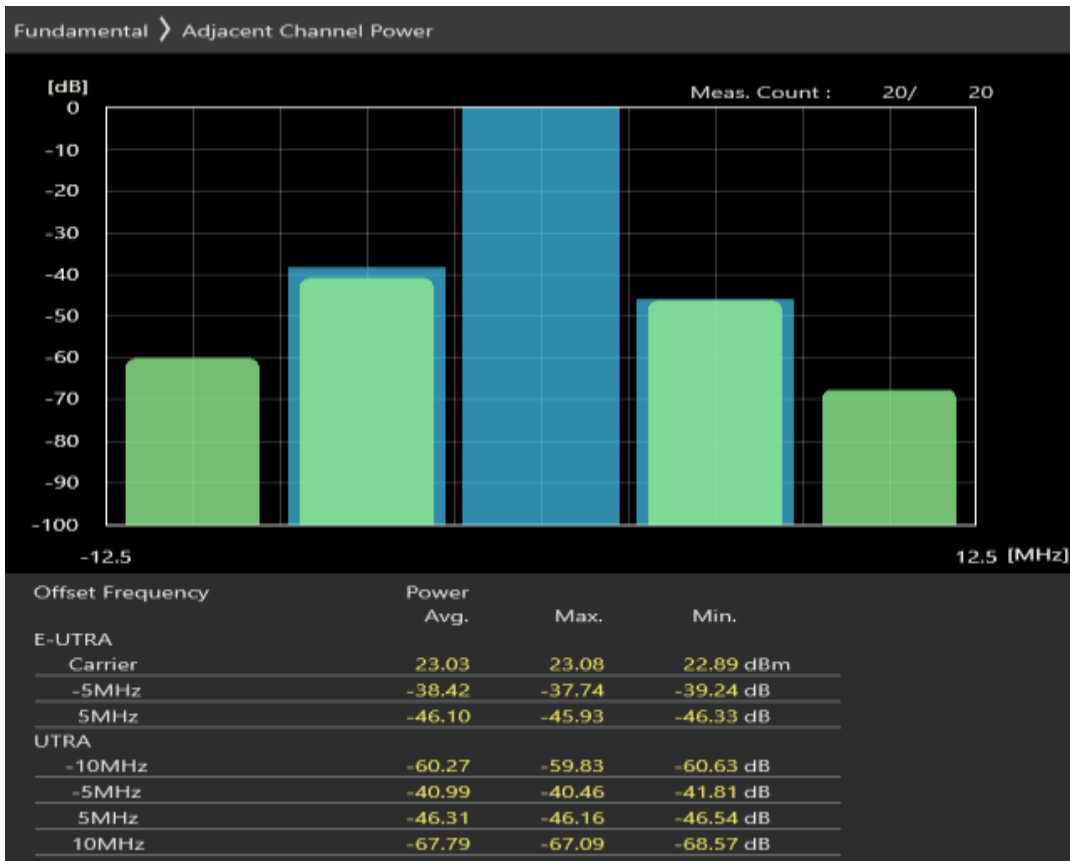 Fundamental ❯ Adjacent Channel Power
[dB]
Meas. Count : 20/ 20
0
-10
-20
-30
-40
-50
-60
-70
-80
-90
-100
-12.5 12.5 [MHz]
Offset Frequency Power
Avg. Max. Min.
E-UTRA
Carrier 23.03 23.08 22.89 dBm
-5MHz -38.42 -37.74 -39.24 dB
5MHz -46.10 -45.93 -46.33 dB
UTRA
-10MHz -60.27 -59.83 -60.63 dB
-5MHz -40.99 -40.46 -41.81 dB
5MHz -46.31 -46.16 -46.54 dB
10MHz -67.79 -67.09 -68.57 dB